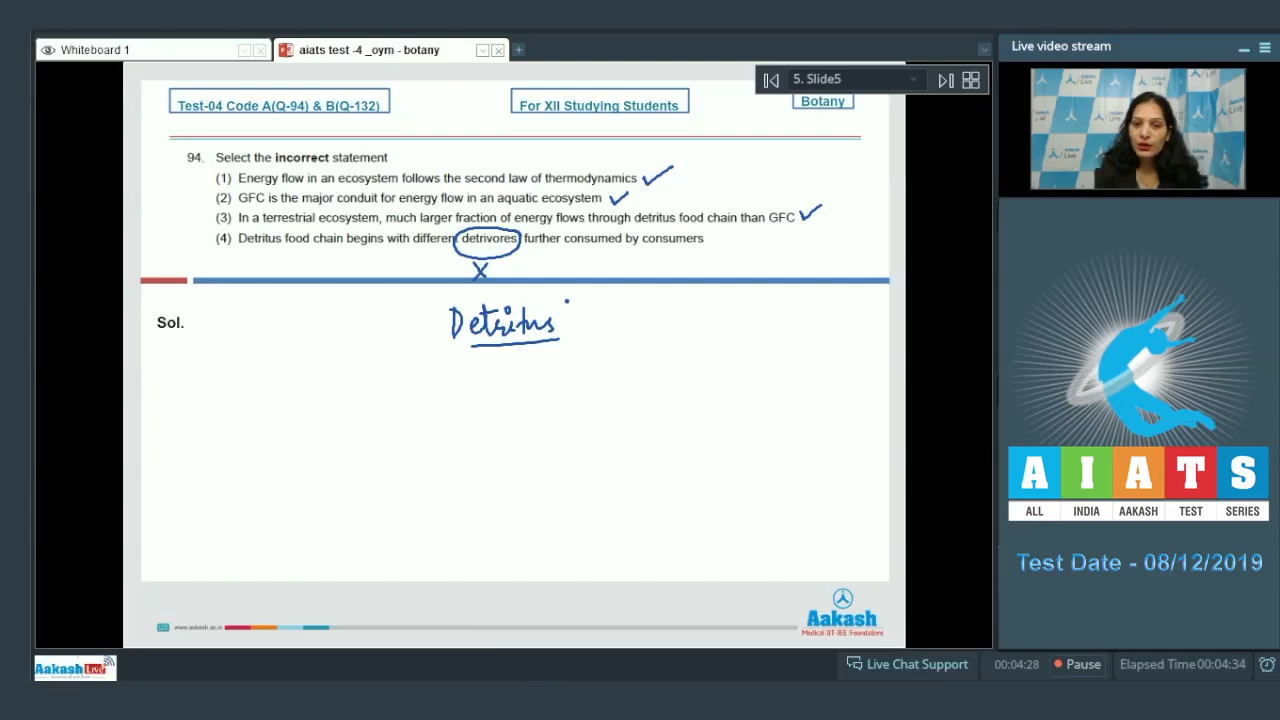 Whiteboard 1
aiats test -4 _oym - botany
Live video stream
5. Slide5
Test-04 Code A(Q-94) & B(Q-132)
For XII Studying Students
Botany
94. Select the incorrect statement
(1) Energy flow in an ecosystem follows the second law of thermodynamics
(2) GFC is the major conduit for energy flow in an aquatic ecosystem
(3) In a terrestrial ecosystem, much larger fraction of energy flows through detritus food chain than GFC
(4) Detritus food chain begins with different detrivores further consumed by consumers
X
Sol.
Detritus
AIATS
ALL INDIA AAKASH TEST SERIES
Test Date - 08/12/2019
Aakash
Medical | IIT-JEE | Foundations
www.aakash.ac.in
Aakash Live
Live Chat Support
00:04:28
Pause
Elapsed Time 00:04:34